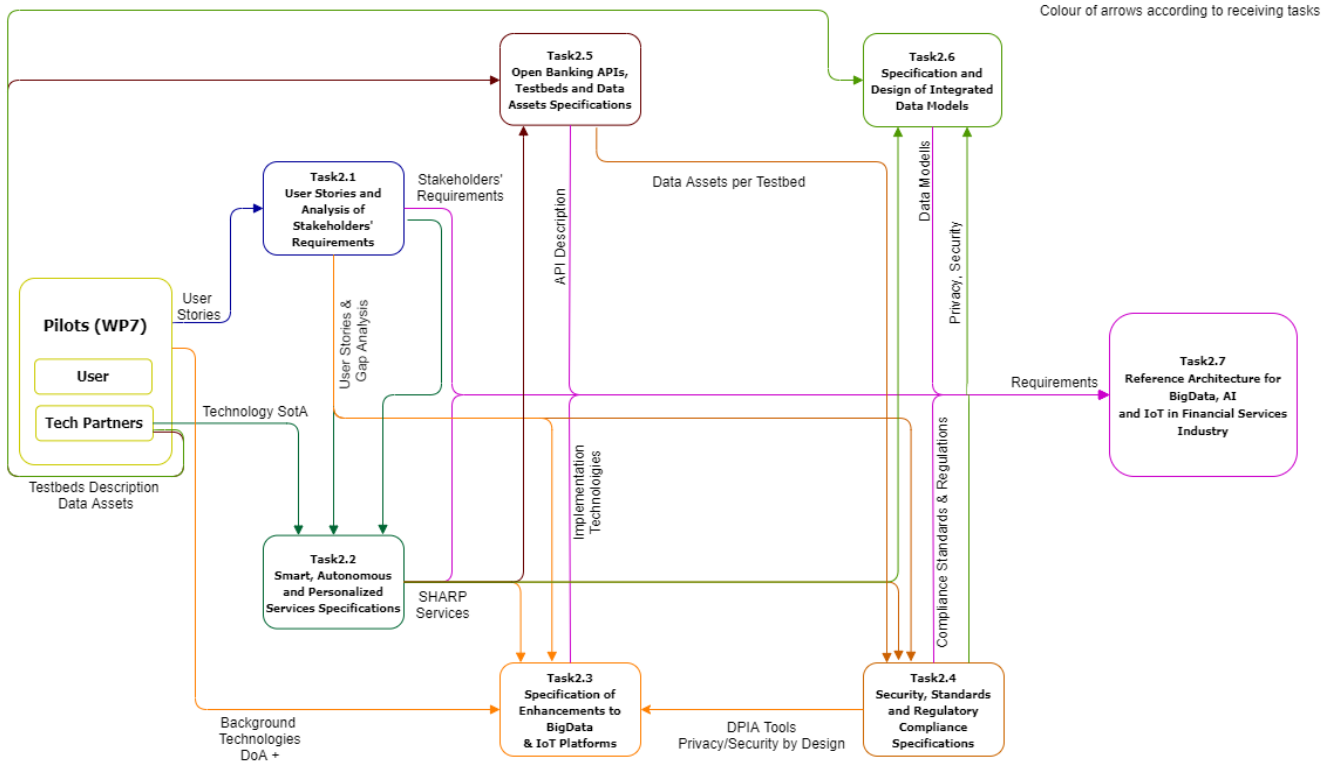 Colour of arrows according to receiving tasks
Task2.5
Open Banking APIs,
Testbeds and Data
Assets Specifications
Task2.6
Specification and
Design of Integrated
Data Models
Task2.1
User Stories and
Analysis of
Stakeholders'
Requirements
Stakeholders'
Requirements
Data Assets per Testbed
API Description
Data Modells
Privacy, Security
User
Stories
User Stories &
Gap Analysis
Pilots (WP7)
User
Tech Partners
Technology SotA
Testbeds Description
Data Assets
Requirements
Task2.7
Reference Architecture for
BigData, AI
and IoT in Financial Services
Industry
Implementation
Technoloigies
Compliance Standards & Regulations
Task2.2
Smart, Autonomous
and Personalized
Services Specifications
SHARP
Services
Background
Technologies
DoA +
Task2.3
Specification of
Enhancements to
BigData
& IoT Platforms
DPIA Tools
Privacy/Security by Design
Task2.4
Security, Standards
and Regulatory
Compliance
Specifications